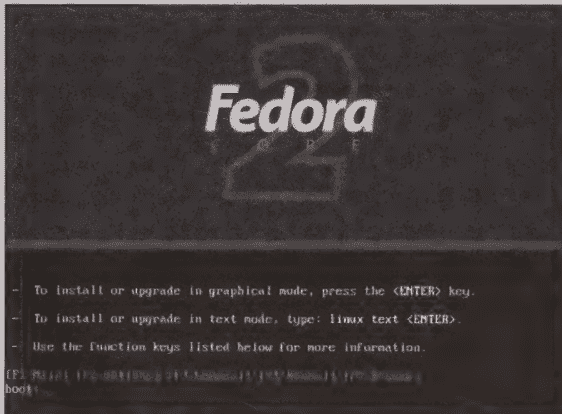 Fedora
CORE
2
- To install or upgrade in graphical mode, press the <ENTER> key.
- To install or upgrade in text mode, type: linux text <ENTER>.
- Use the function keys listed below for more information.
boot: